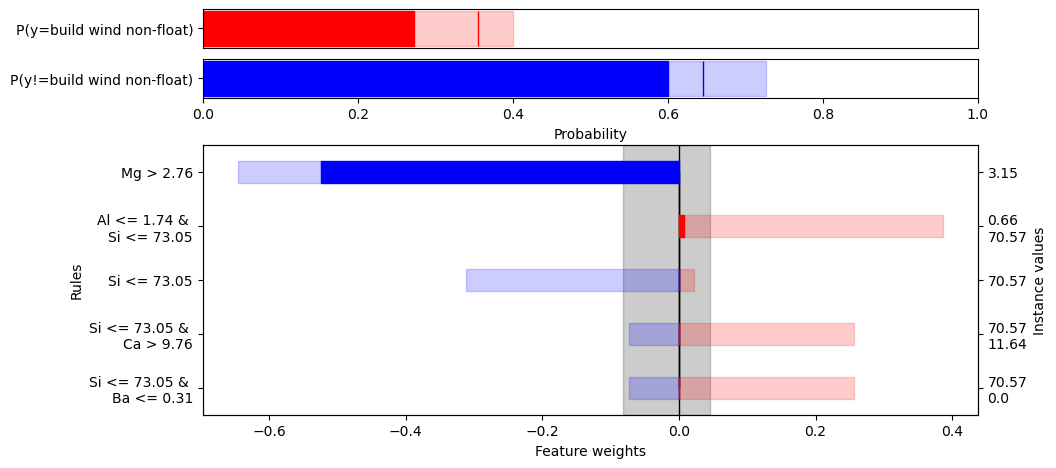 P(y=build wind non-float)
P(y!=build wind non-float)
0.0 0.2 0.4 0.6 0.8 1.0
Probability
Rules
Mg > 2.76
3.15
Al <= 1.74 &
Si <= 73.05
0.66
70.57
Si <= 73.05
70.57
Si <= 73.05 &
Ca > 9.76
70.57
11.64
Si <= 73.05 &
Ba <= 0.31
70.57
0.0
Instance values
−0.6 −0.4 −0.2 0.0 0.2 0.4
Feature weights